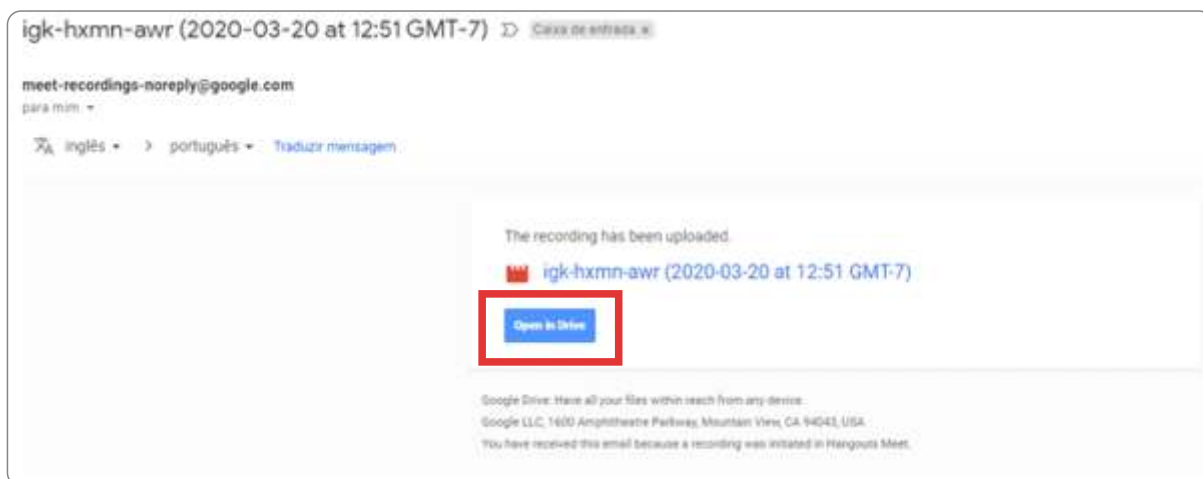 igk-hxmn-awr (2020-03-20 at 12:51 GMT-7) Caixa de entrada x
meet-recordings-noreply@google.com
para mim
inglês > português Traduzir mensagem
The recording has been uploaded.
igk-hxmn-awr (2020-03-20 at 12:51 GMT-7)
Open in Drive
Google Drive: Have all your files within reach from any device.
Google LLC, 1600 Amphitheatre Parkway, Mountain View, CA 94043, USA
You have received this email because a recording was initiated in Hangouts Meet.